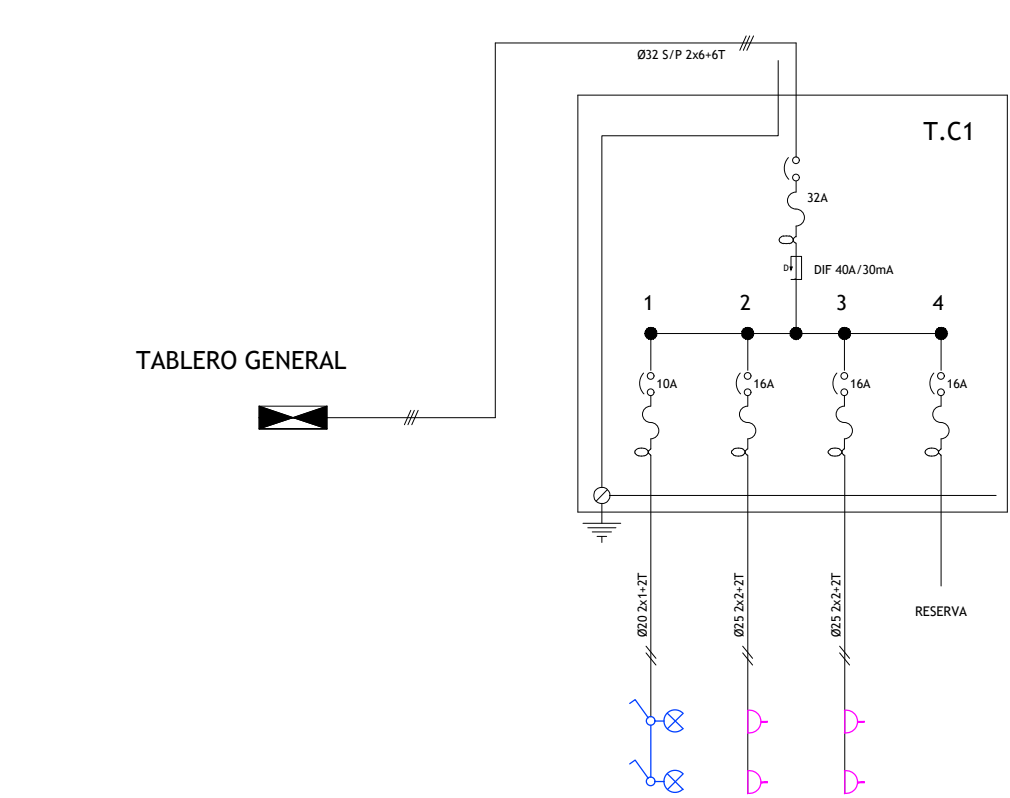 Ø32 S/P 2x6+6T
T.C1
32A
D
DIF 40A/30mA
1
2
3
4
TABLERO GENERAL
10A
16A
16A
16A
Ø20 2x1+2T
Ø25 2x2+2T
Ø25 2x2+2T
RESERVA